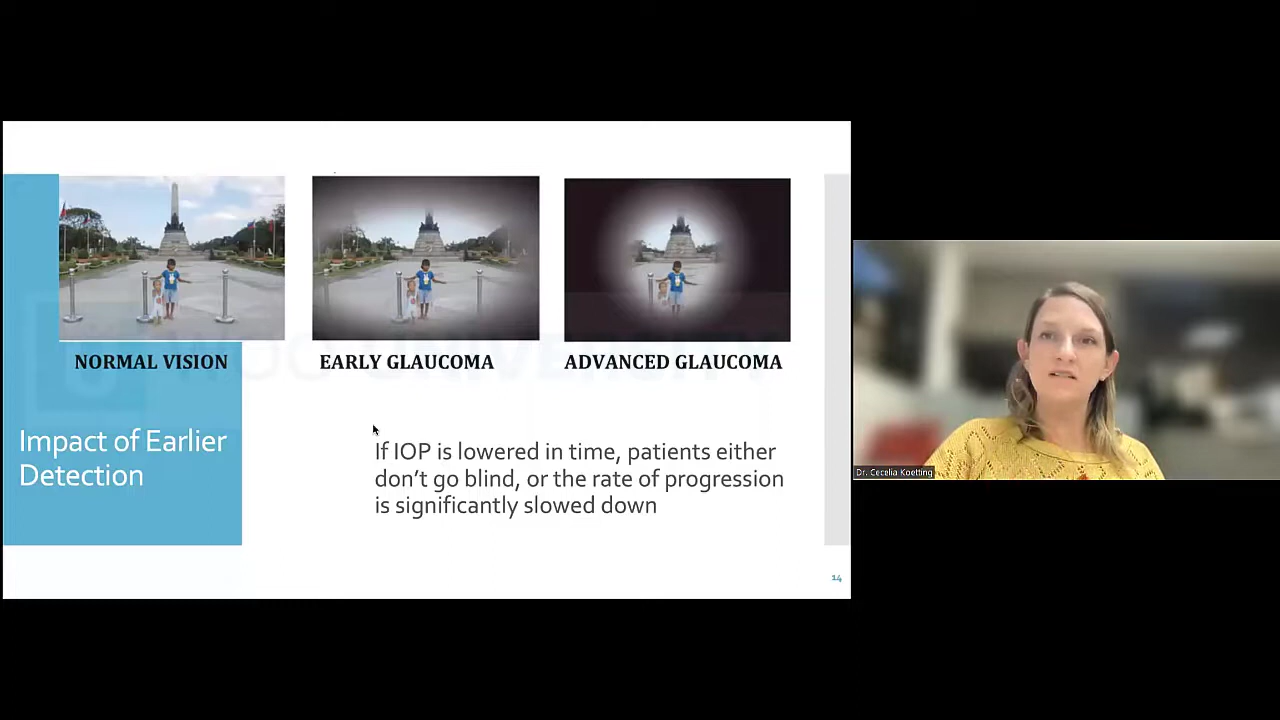 NORMAL VISION
EARLY GLAUCOMA
ADVANCED GLAUCOMA
Impact of Earlier
Detection
If IOP is lowered in time, patients either
don't go blind, or the rate of progression
is significantly slowed down
14
Dr. Cecelia Koetting